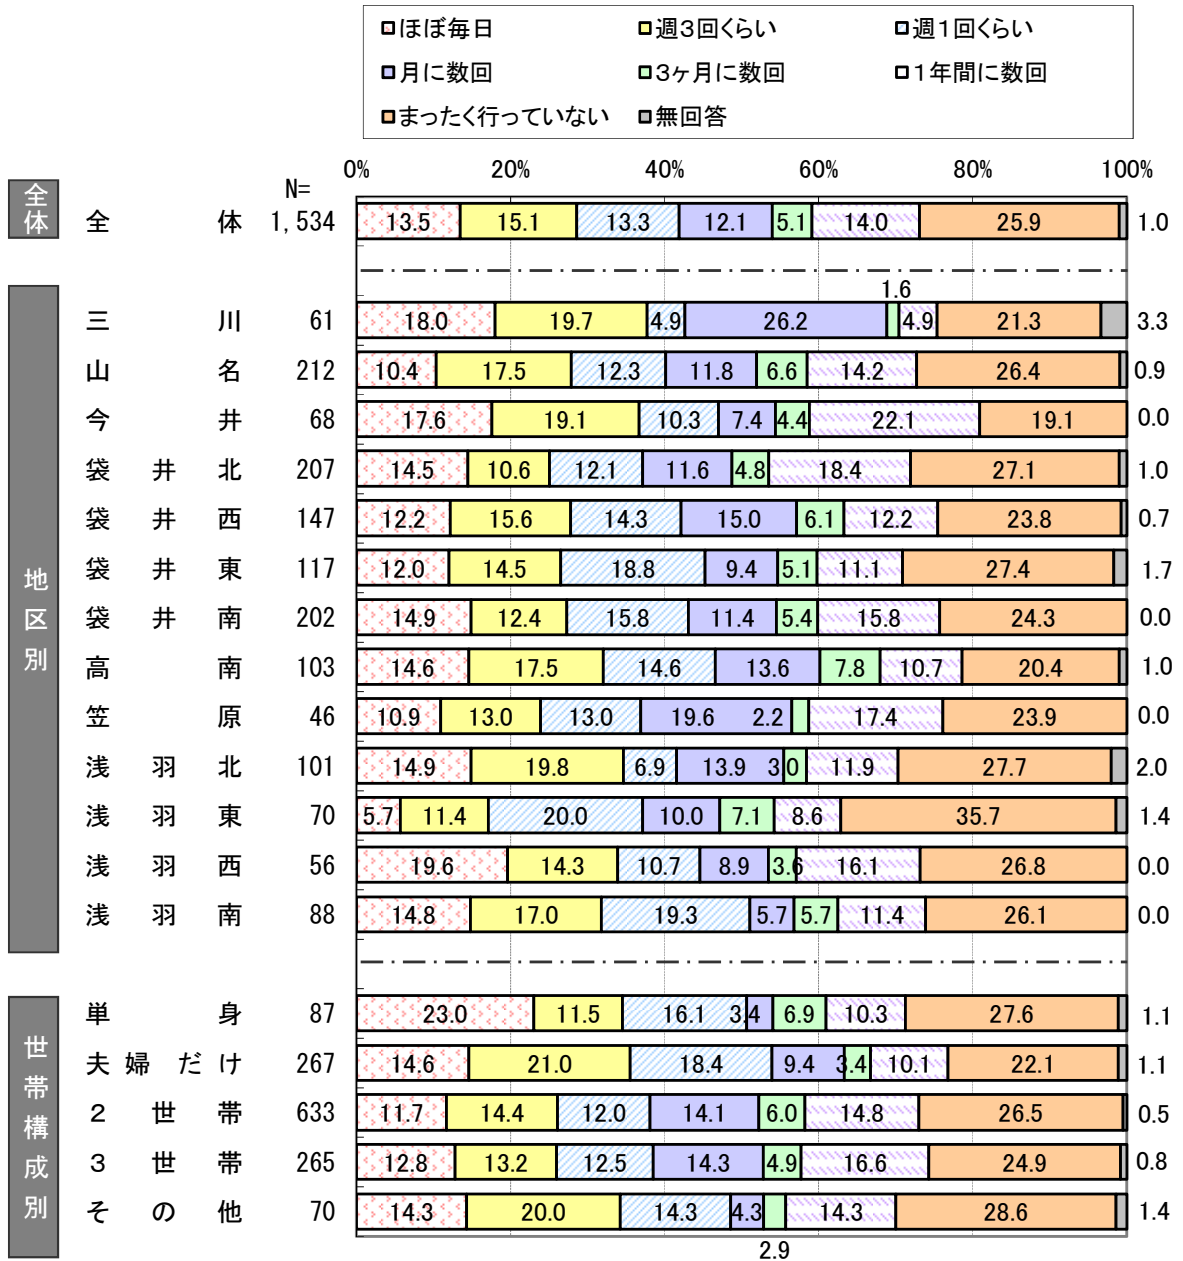 ほぼ毎日 週3回くらい 週1回くらい
月に数回 3ヶ月に数回 1年間に数回
まったく行っていない 無回答
0% 20% 40% 60% 80% 100%
N=
全体
全体 1,534 13.5 15.1 13.3 12.1 5.1 14.0 25.9 1.0
地区別
1.6
三川 61 18.0 19.7 4.9 26.2 4.9 21.3 3.3
山名 212 10.4 17.5 12.3 11.8 6.6 14.2 26.4 0.9
今井 68 17.6 19.1 10.3 7.4 4.4 22.1 19.1 0.0
袋井北 207 14.5 10.6 12.1 11.6 4.8 18.4 27.1 1.0
袋井西 147 12.2 15.6 14.3 15.0 6.1 12.2 23.8 0.7
袋井東 117 12.0 14.5 18.8 9.4 5.1 11.1 27.4 1.7
袋井南 202 14.9 12.4 15.8 11.4 5.4 15.8 24.3 0.0
高南 103 14.6 17.5 14.6 13.6 7.8 10.7 20.4 1.0
笠原 46 10.9 13.0 13.0 19.6 2.2 17.4 23.9 0.0
浅羽北 101 14.9 19.8 6.9 13.9 3.0 11.9 27.7 2.0
浅羽東 70 5.7 11.4 20.0 10.0 7.1 8.6 35.7 1.4
浅羽西 56 19.6 14.3 10.7 8.9 3.6 16.1 26.8 0.0
浅羽南 88 14.8 17.0 19.3 5.7 5.7 11.4 26.1 0.0
世帯構成別
単身 87 23.0 11.5 16.1 3.4 6.9 10.3 27.6 1.1
夫婦だけ 267 14.6 21.0 18.4 9.4 3.4 10.1 22.1 1.1
2世帯 633 11.7 14.4 12.0 14.1 6.0 14.8 26.5 0.5
3世帯 265 12.8 13.2 12.5 14.3 4.9 16.6 24.9 0.8
その他 70 14.3 20.0 14.3 4.3 14.3 28.6 1.4
2.9